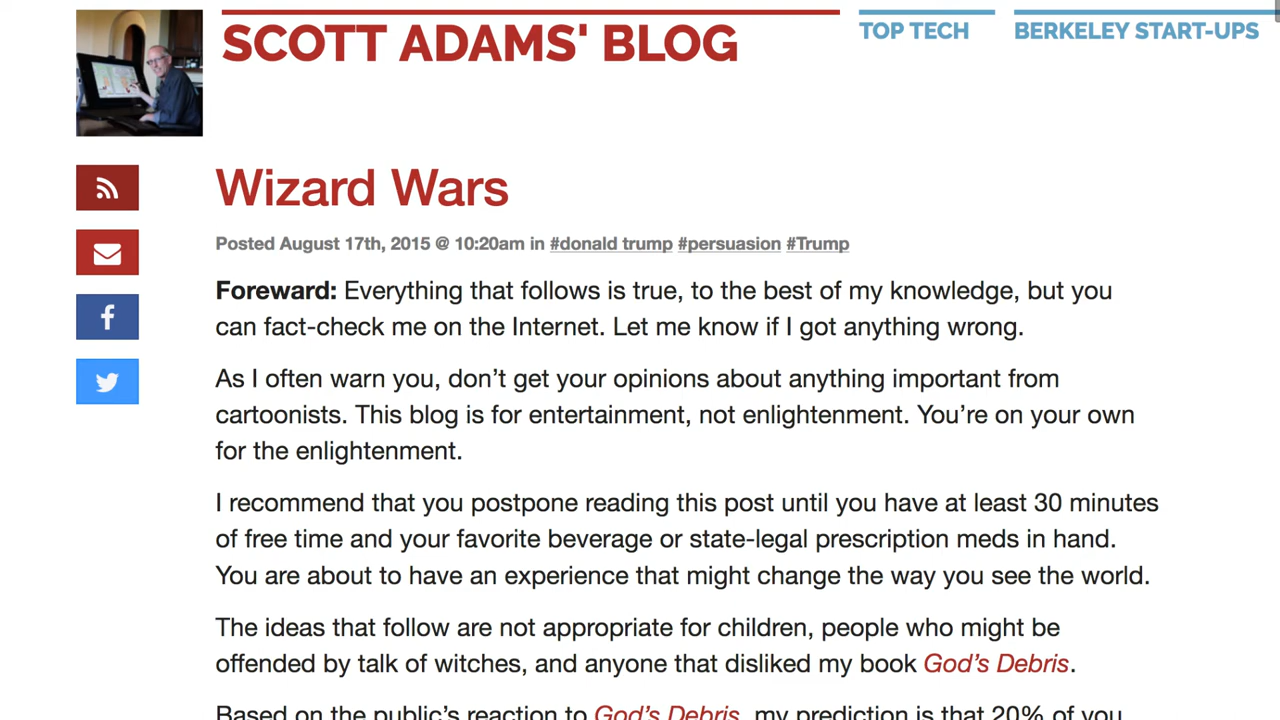 SCOTT ADAMS' BLOG
TOP TECH
BERKELEY START-UPS
Wizard Wars
Posted August 17th, 2015 @ 10:20am in #donald trump #persuasion #Trump
Foreward: Everything that follows is true, to the best of my knowledge, but you
can fact-check me on the Internet. Let me know if I got anything wrong.
As I often warn you, don’t get your opinions about anything important from
cartoonists. This blog is for entertainment, not enlightenment. You’re on your own
for the enlightenment.
I recommend that you postpone reading this post until you have at least 30 minutes
of free time and your favorite beverage or state-legal prescription meds in hand.
You are about to have an experience that might change the way you see the world.
The ideas that follow are not appropriate for children, people who might be
offended by talk of witches, and anyone that disliked my book God’s Debris.
Based on the public’s reaction to God’s Debris, my prediction is that 20% of you